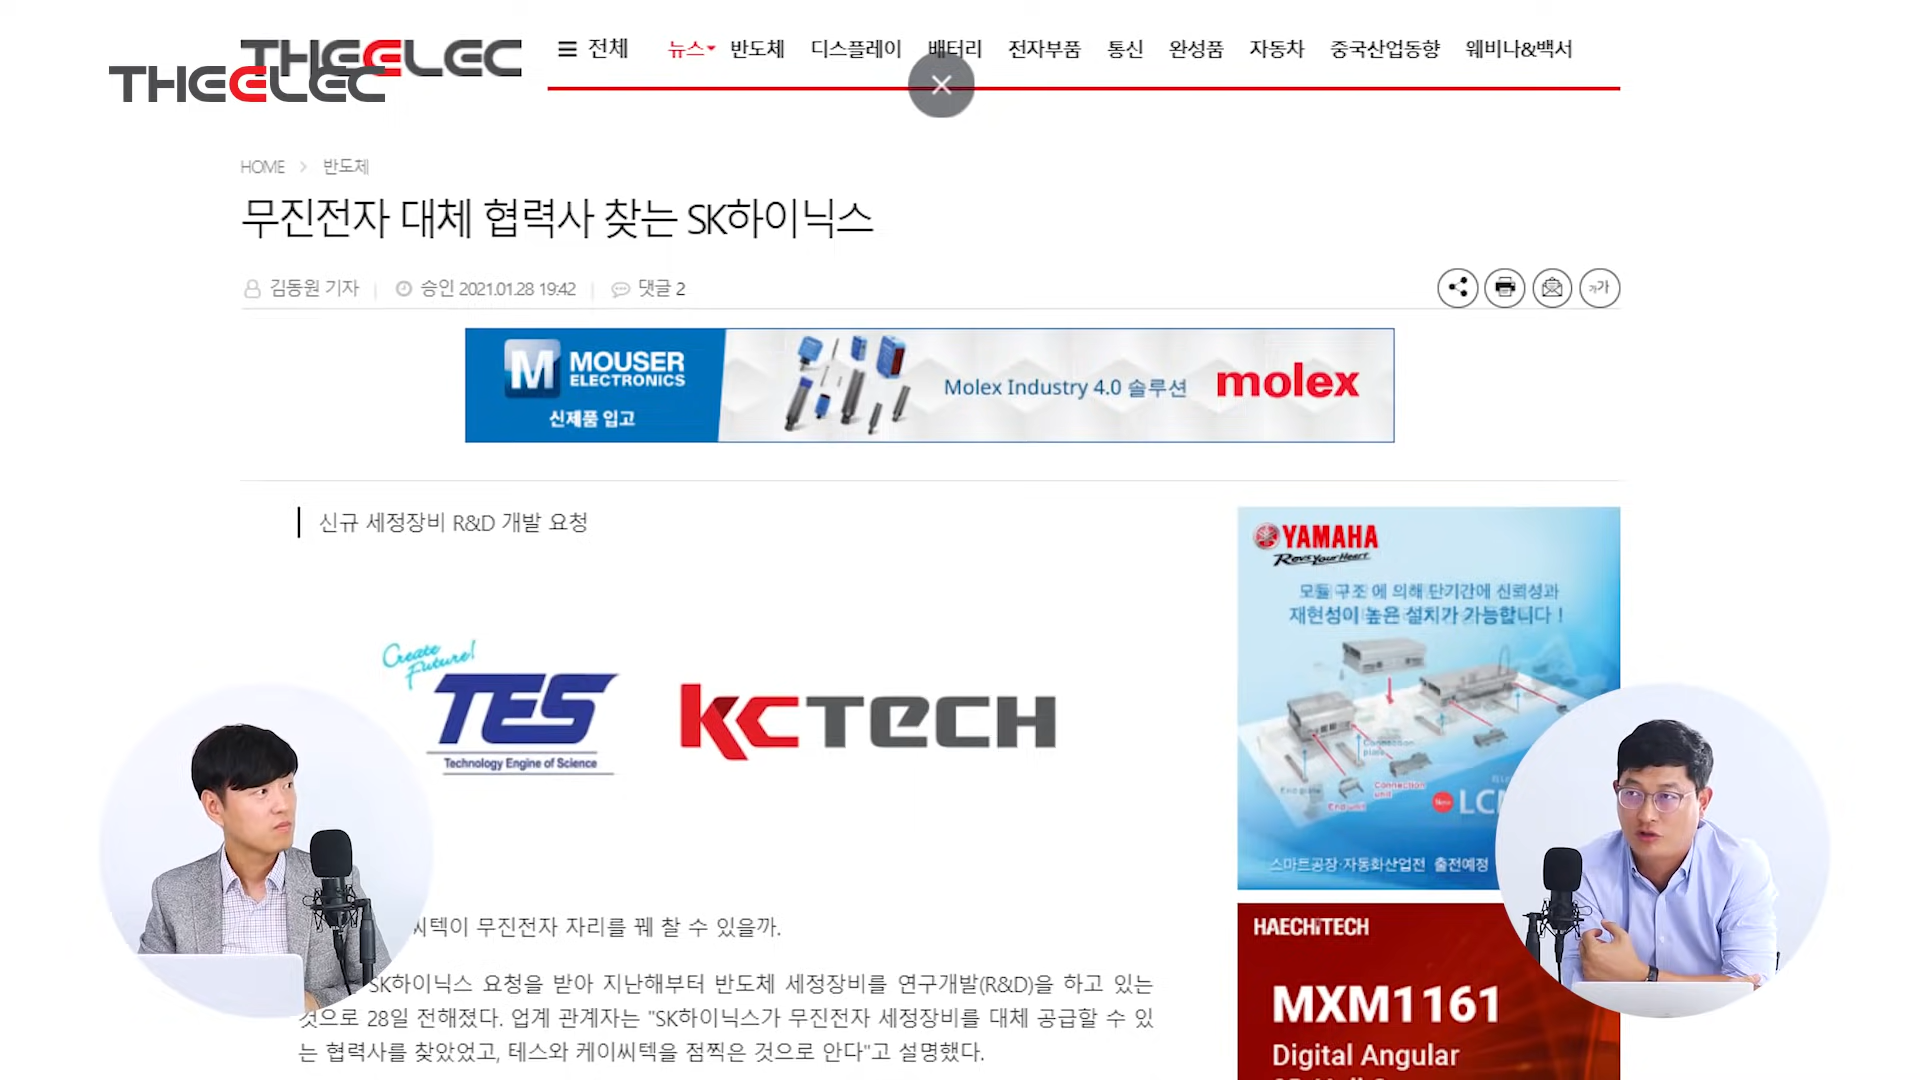 THEELEC
THEELEC
전체 뉴스 반도체 디스플레이 배터리 전자부품 통신 완성품 자동차 중국산업동향 웨비나&백서
HOME > 반도체
무진전자 대체 협력사 찾는 SK하이닉스
김동원 기자 승인 2021.01.28 19:42 댓글 2
가가
M MOUSER ELECTRONICS
신제품 입고
Molex Industry 4.0 솔루션 molex
신규 세정장비 R&D 개발 요청
Create Future!
TES
Technology Engine of Science
KCTECH
YAMAHA
Revs Your Heart
모듈 구조 에 의해 단기간에 신뢰성과
재현성이 높은 설치가 가능합니다 !
Connection plate
End plate
Connection unit
End unit
New LCM
스마트공장·자동화산업전 출전예정
씨텍이 무진전자 자리를 꿰 찰 수 있을까.
SK하이닉스 요청을 받아 지난해부터 반도체 세정장비를 연구개발(R&D)을 하고 있는
것으로 28일 전해졌다. 업계 관계자는 "SK하이닉스가 무진전자 세정장비를 대체 공급할 수 있
는 협력사를 찾았었고, 테스와 케이씨텍을 점찍은 것으로 안다"고 설명했다.
HAECHITECH
MXM1161
Digital Angular